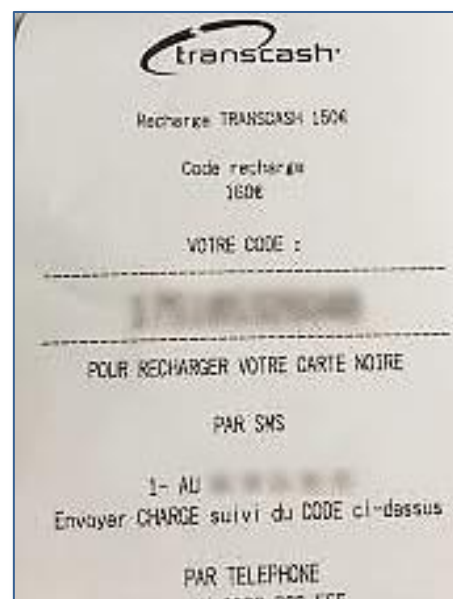 transcash
Recharge TRANSCASH 150€
Code recharge
150€
VOTRE CODE :
POUR RECHARGER VOTRE CARTE NOIRE
PAR SMS
1- AU
Envoyer CHARGE suivi du CODE ci-dessus
PAR TELEPHONE